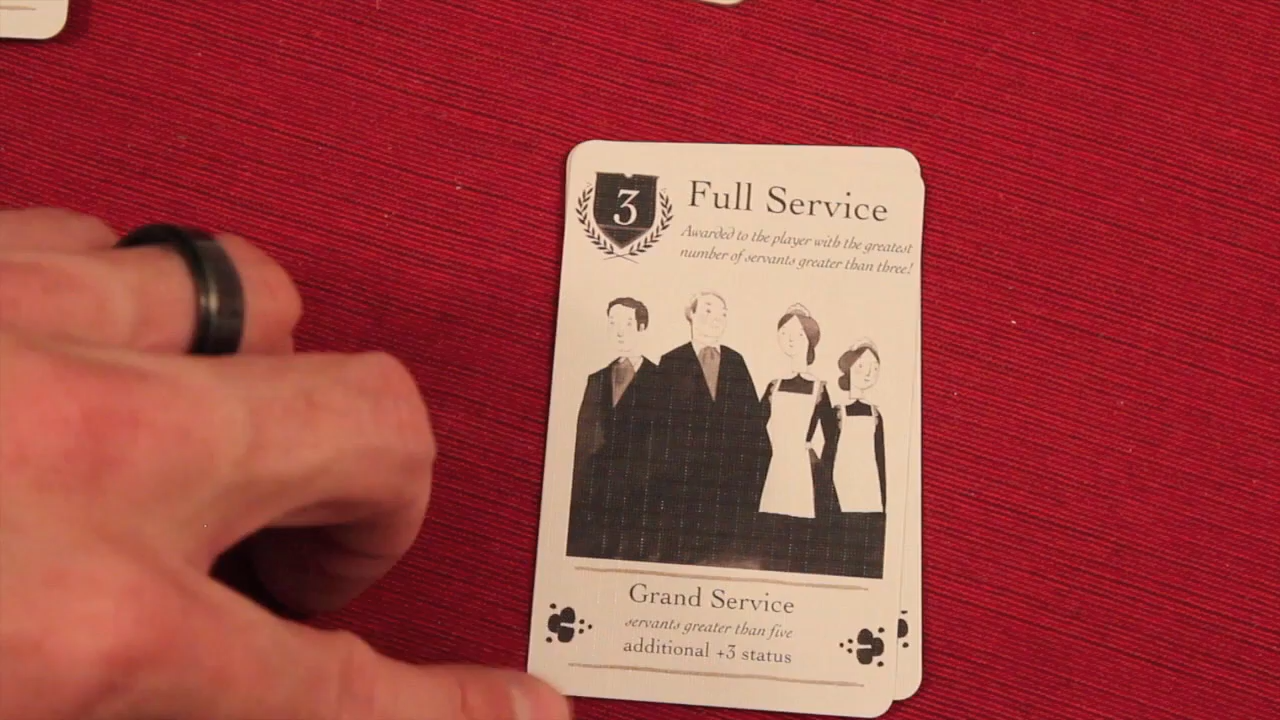 3
Full Service
Awarded to the player with the greatest
number of servants greater than three!
Grand Service
servants greater than five
additional +3 status